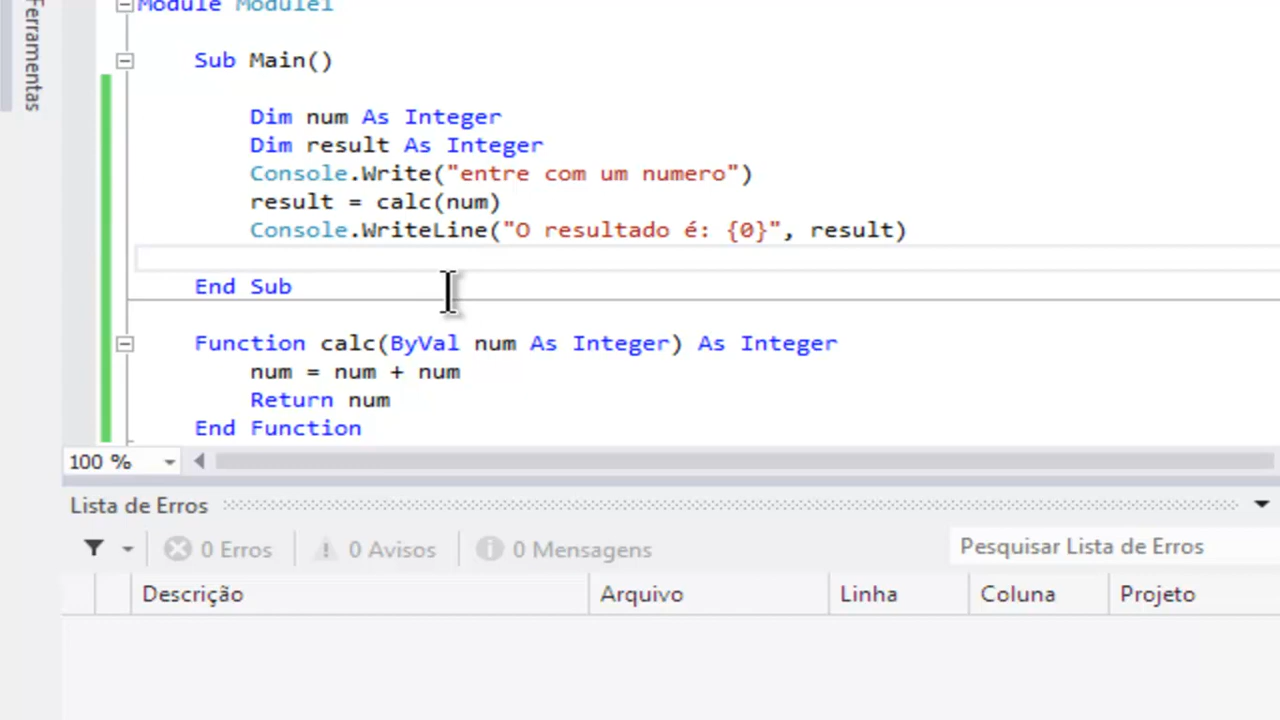 Ferramentas
Module Module1
Sub Main()
Dim num As Integer
Dim result As Integer
Console.Write("entre com um numero")
result = calc(num)
Console.WriteLine("O resultado é: {0}", result)
End Sub
Function calc(ByVal num As Integer) As Integer
num = num + num
Return num
End Function
100 %
Lista de Erros
0 Erros 0 Avisos 0 Mensagens Pesquisar Lista de Erros
Descrição Arquivo Linha Coluna Projeto